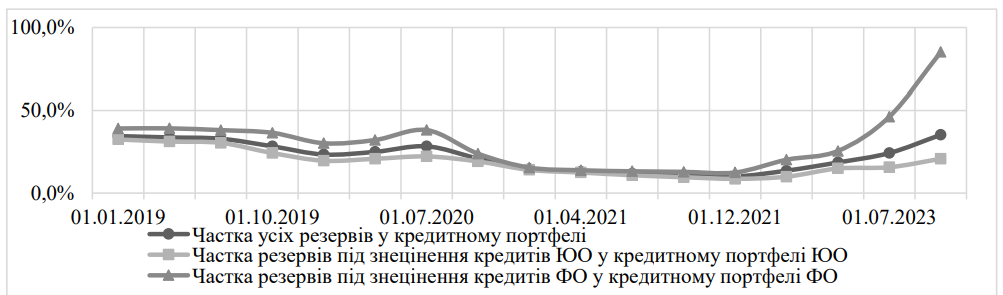 100,0%
50,0%
0,0%
01.01.2019 01.10.2019 01.07.2020 01.04.2021 01.12.2021 01.07.2023
Частка усіх резервів у кредитному портфелі
Частка резервів під знецінення кредитів ЮО у кредитному портфелі ЮО
Частка резервів під знецінення кредитів ФО у кредитному портфелі ФО